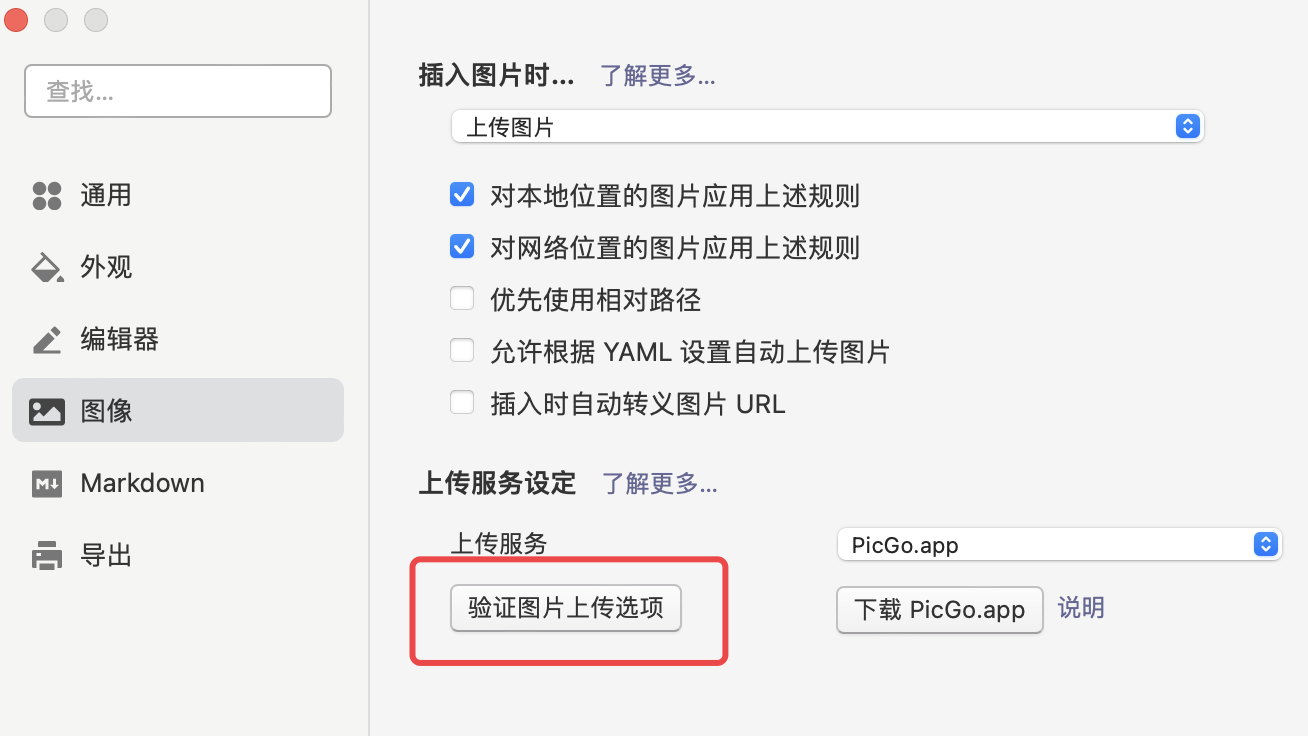 查找...
通用
外观
编辑器
图像
Markdown
导出
插入图片时... 了解更多...
上传图片
对本地位置的图片应用上述规则
对网络位置的图片应用上述规则
优先使用相对路径
允许根据 YAML 设置自动上传图片
插入时自动转义图片 URL
上传服务设定 了解更多...
上传服务 PicGo.app
验证图片上传选项 下载 PicGo.app 说明